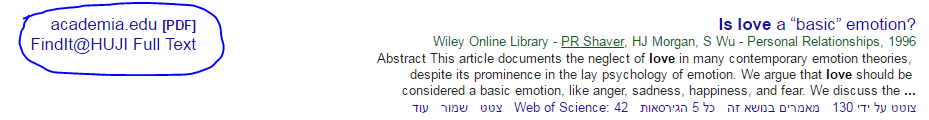 academia.edu [PDF]
FindIt@HUJI Full Text
Is love a “basic” emotion?
Wiley Online Library - PR Shaver, HJ Morgan, S Wu - Personal Relationships, 1996
Abstract This article documents the neglect of love in many contemporary emotion theories,
despite its prominence in the lay psychology of emotion. We argue that love should be
considered a basic emotion, like anger, sadness, happiness, and fear. We discuss the ...
צוטט על ידי 130 מאמרים בנושא זה כל 5 הגירסאות Web of Science: 42 צטט שמור עוד